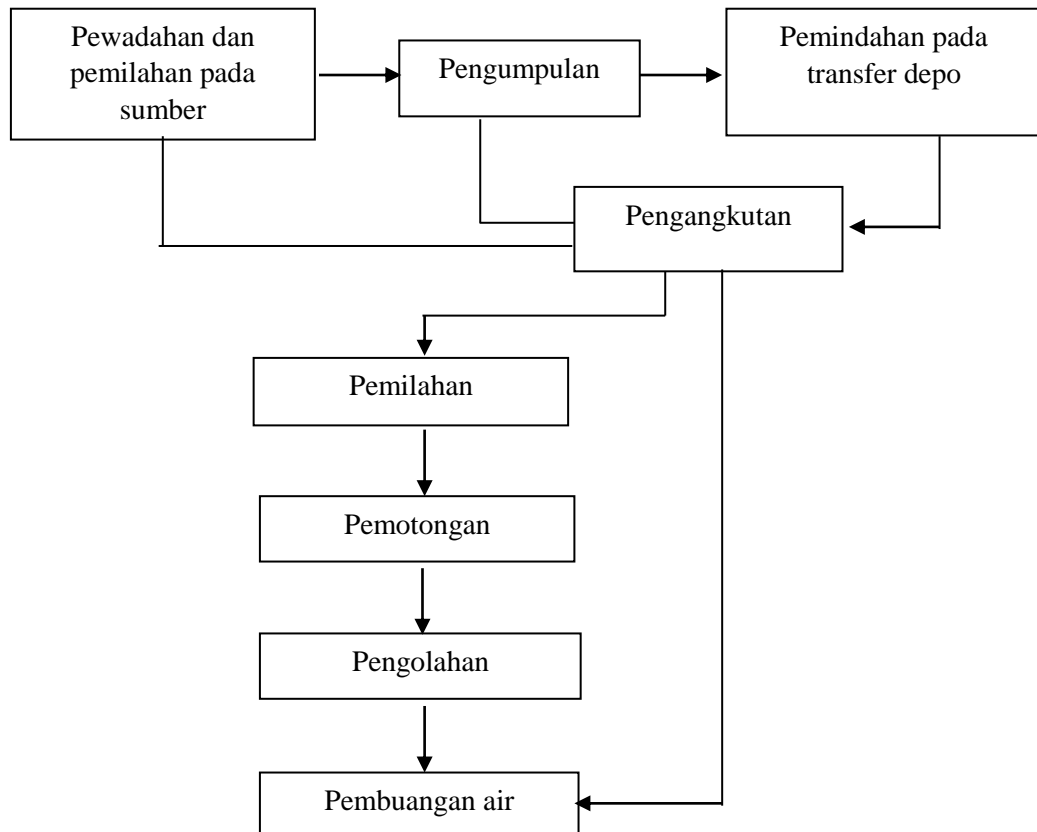 Pewadahan dan
pemilahan pada
sumber
Pengumpulan
Pemindahan pada
transfer depo
Pengangkutan
Pemilahan
Pemotongan
Pengolahan
Pembuangan air